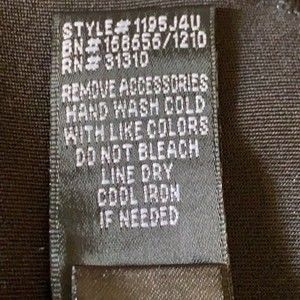 STYLE# 1195J4U
BN# 166656/1210
RN# 31310
REMOVE ACCESSORIES
HAND WASH COLD
WITH LIKE COLORS
DO NOT BLEACH
LINE DRY
COOL IRON
IF NEEDED